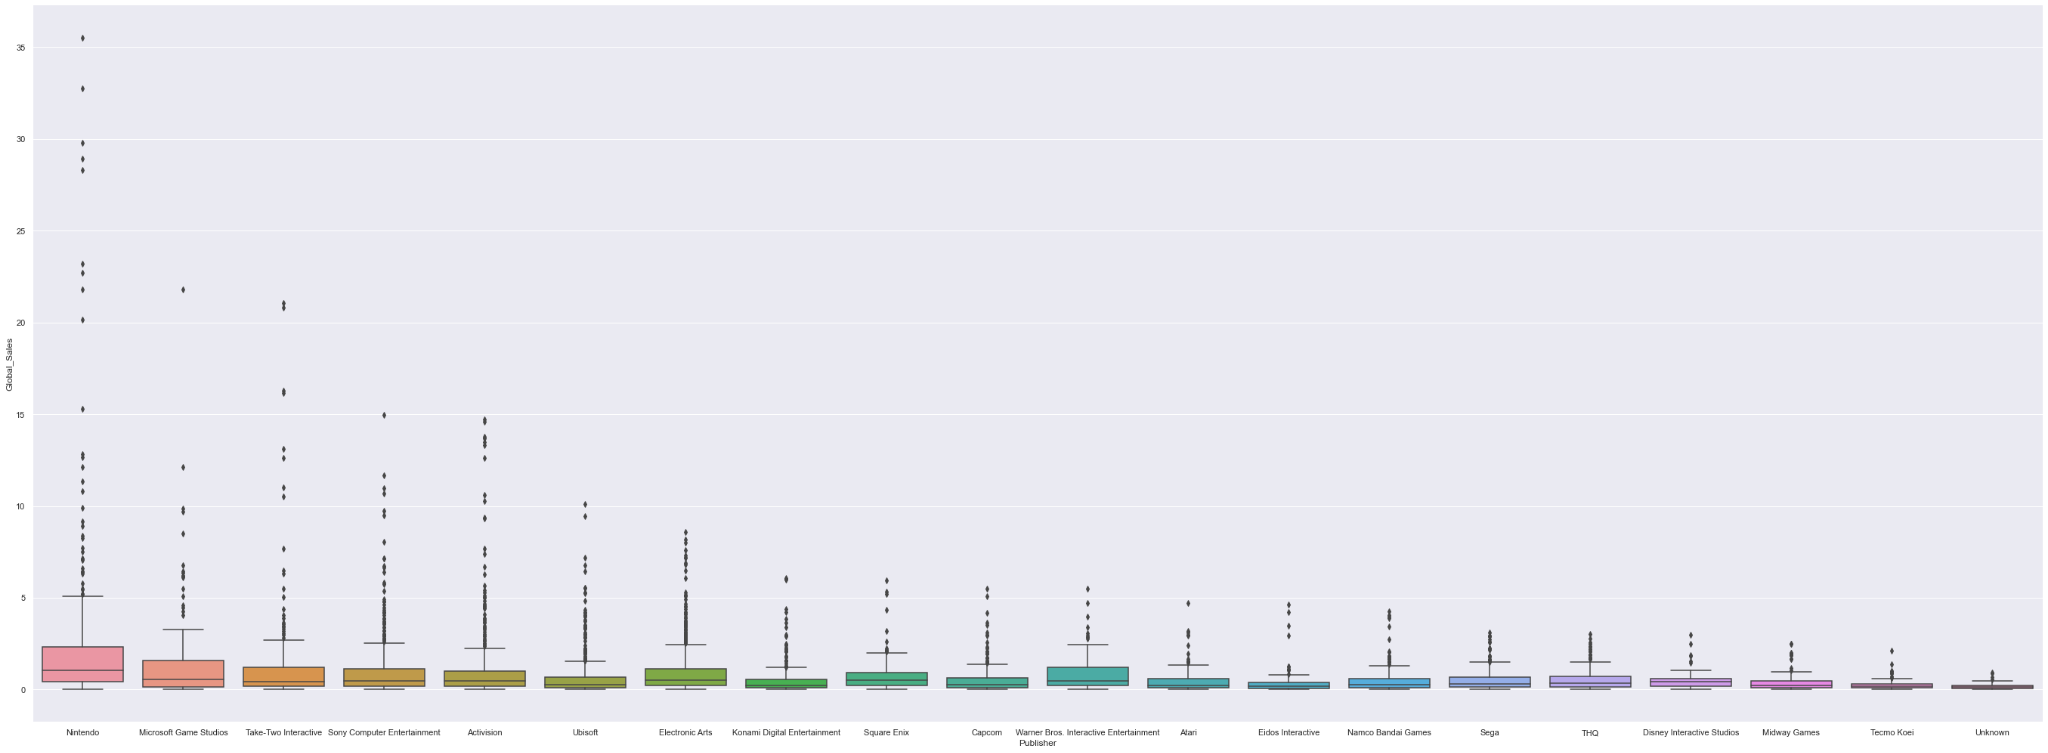 35
30
25
20
15
10
5
0
Global_Sales
Nintendo Microsoft Game Studios Take-Two Interactive Sony Computer Entertainment Activision Ubisoft Electronic Arts Konami Digital Entertainment Square Enix Capcom Warner Bros. Interactive Entertainment Atari Eidos Interactive Namco Bandai Games Sega THQ Disney Interactive Studios Midway Games Tecmo Koei Unknown
Publisher